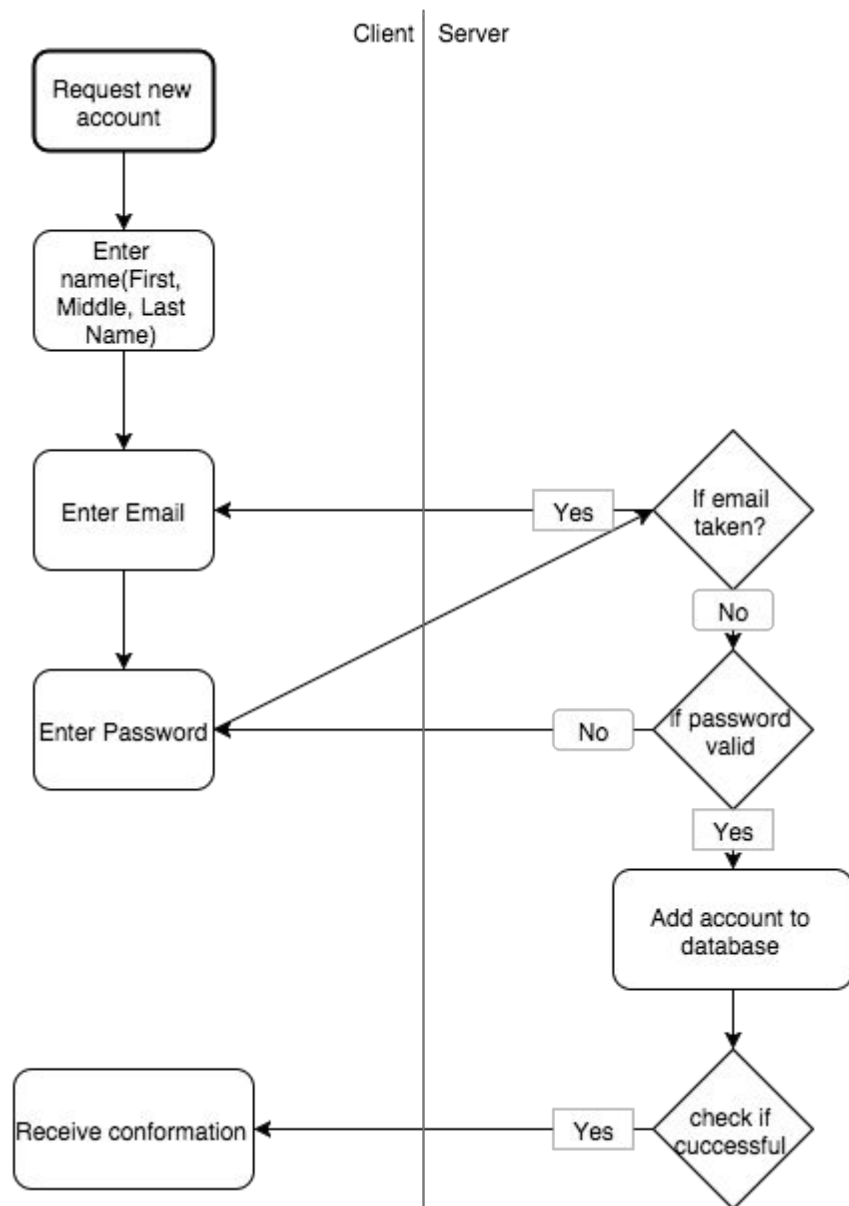 Client Server
Request new
account
Enter
name(First,
Middle, Last
Name)
Enter Email
Yes
If email
taken?
No
Enter Password
No
If password
valid
Yes
Add account to
database
Receive conformation
Yes
check if
cuccessful